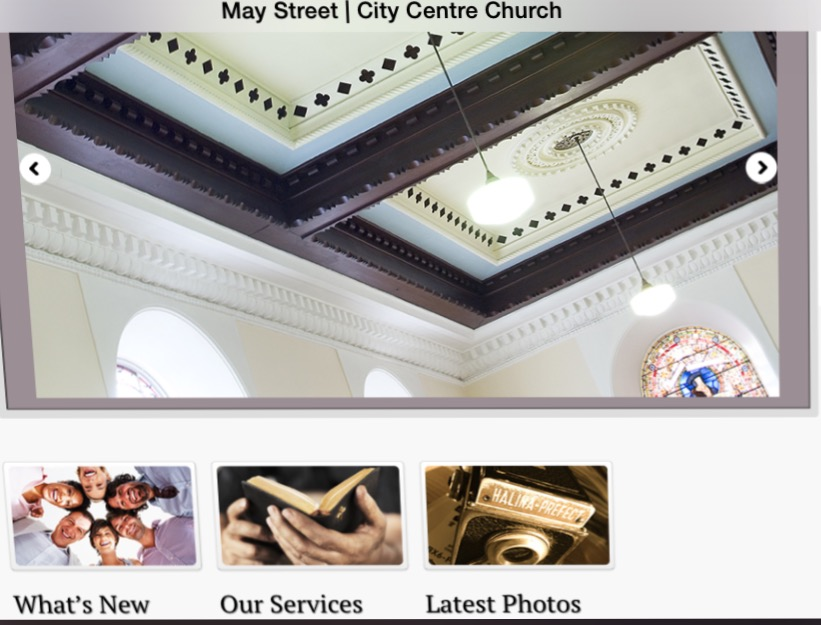 May Street | City Centre Church
HALINA-PREFECT
What's New
Our Services
Latest Photos